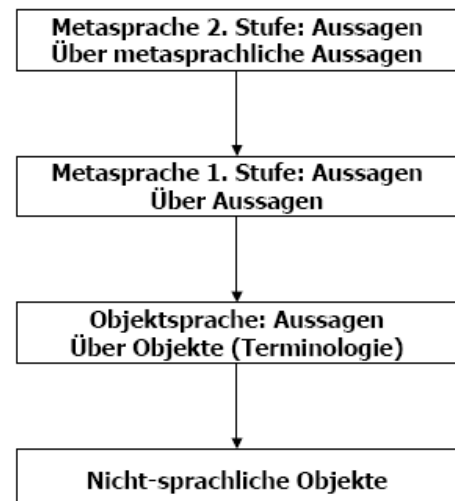 Metasprache 2. Stufe: Aussagen
Über metasprachliche Aussagen
Metasprache 1. Stufe: Aussagen
Über Aussagen
Objektsprache: Aussagen
Über Objekte (Terminologie)
Nicht-sprachliche Objekte